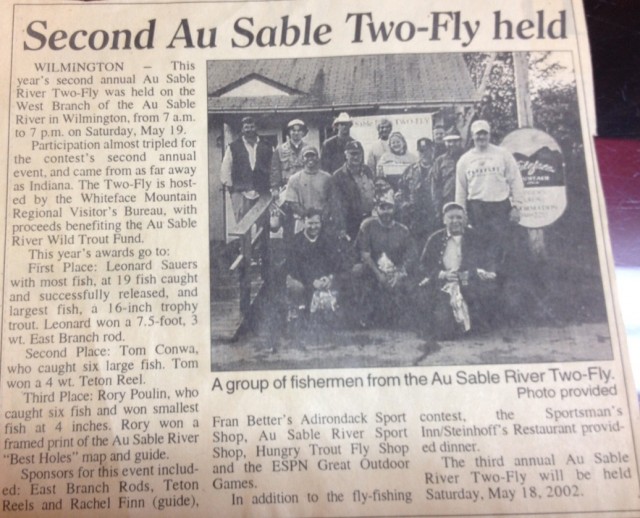 Second Au Sable Two-Fly held
WILMINGTON – This
year's second annual Au Sable
River Two-Fly was held on the
West Branch of the Au Sable
River in Wilmington, from 7 a.m.
to 7 p.m. on Saturday, May 19.
Participation almost tripled for
the contest's second annual
event, and came from as far away
as Indiana. The Two-Fly is host-
ed by the Whiteface Mountain
Regional Visitor's Bureau, with
proceeds benefiting the Au Sable
River Wild Trout Fund.
This year's awards go to:
First Place: Leonard Sauers
with most fish, at 19 fish caught
and successfully released, and
largest fish, a 16-inch trophy
trout. Leonard won a 7.5-foot, 3
wt. East Branch rod.
Second Place: Tom Conwa,
who caught six large fish. Tom
won a 4 wt. Teton Reel.
Third Place: Rory Poulin, who
caught six fish and won smallest
fish at 4 inches. Rory won a
framed print of the Au Sable River
"Best Holes" map and guide.
Sponsors for this event includ-
ed: East Branch Rods, Teton
Reels and Rachel Finn (guide),
TWO-FLY
Whiteface
A group of fishermen from the Au Sable River Two-Fly.
Photo provided
Fran Better's Adirondack Sport
Shop, Au Sable River Sport
Shop, Hungry Trout Fly Shop
and the ESPN Great Outdoor
Games.
In addition to the fly-fishing
contest, the Sportsman's
Inn/Steinhoff's Restaurant provid-
ed dinner.
The third annual Au Sable
River Two-Fly will be held
Saturday, May 18, 2002.